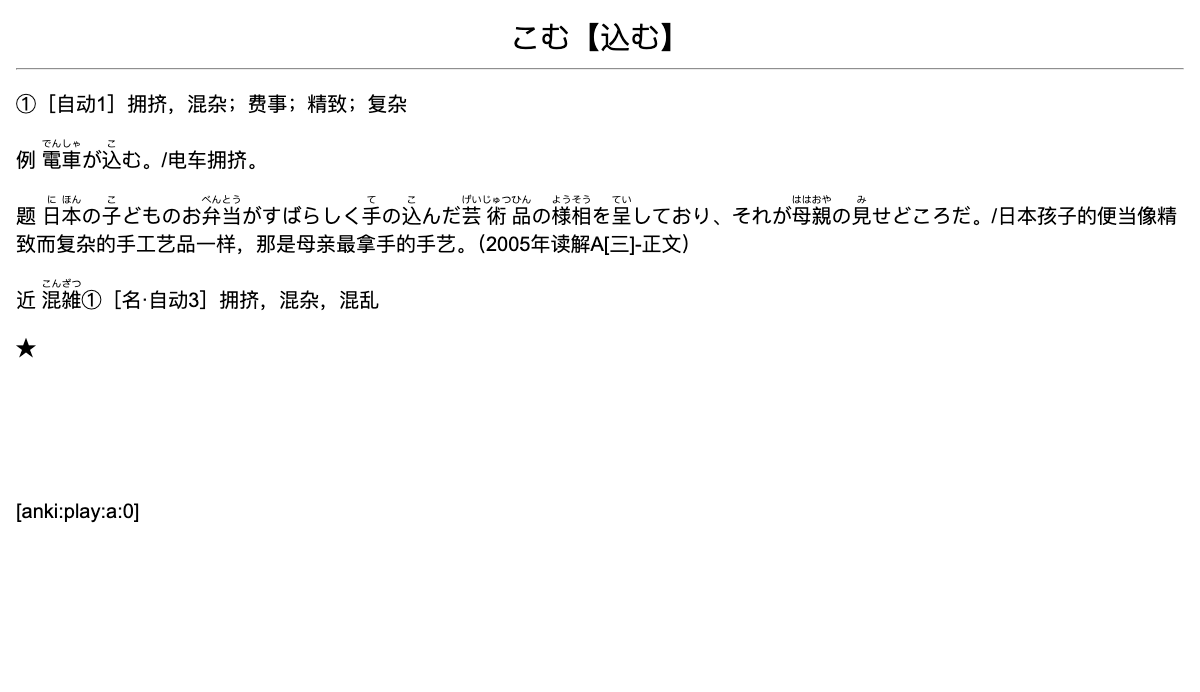 こむ【込む】
①［自动1］拥挤，混杂；费事；精致；复杂
でんしゃ こ
例 電車が込む。/电车拥挤。
に ほん こ べんとう て こ げいじゅつひん ようそう てい ははおや み
题 日本の子どものお弁当がすばらしく手の込んだ芸術品の様相を呈しており、それが母親の見せどころだ。/日本孩子的便当像精
致而复杂的手工艺品一样，那是母亲最拿手的手艺。（2005年读解A[三]-正文）
こんざつ
近 混雑①［名·自动3］拥挤，混杂，混乱
★
[anki:play:a:0]